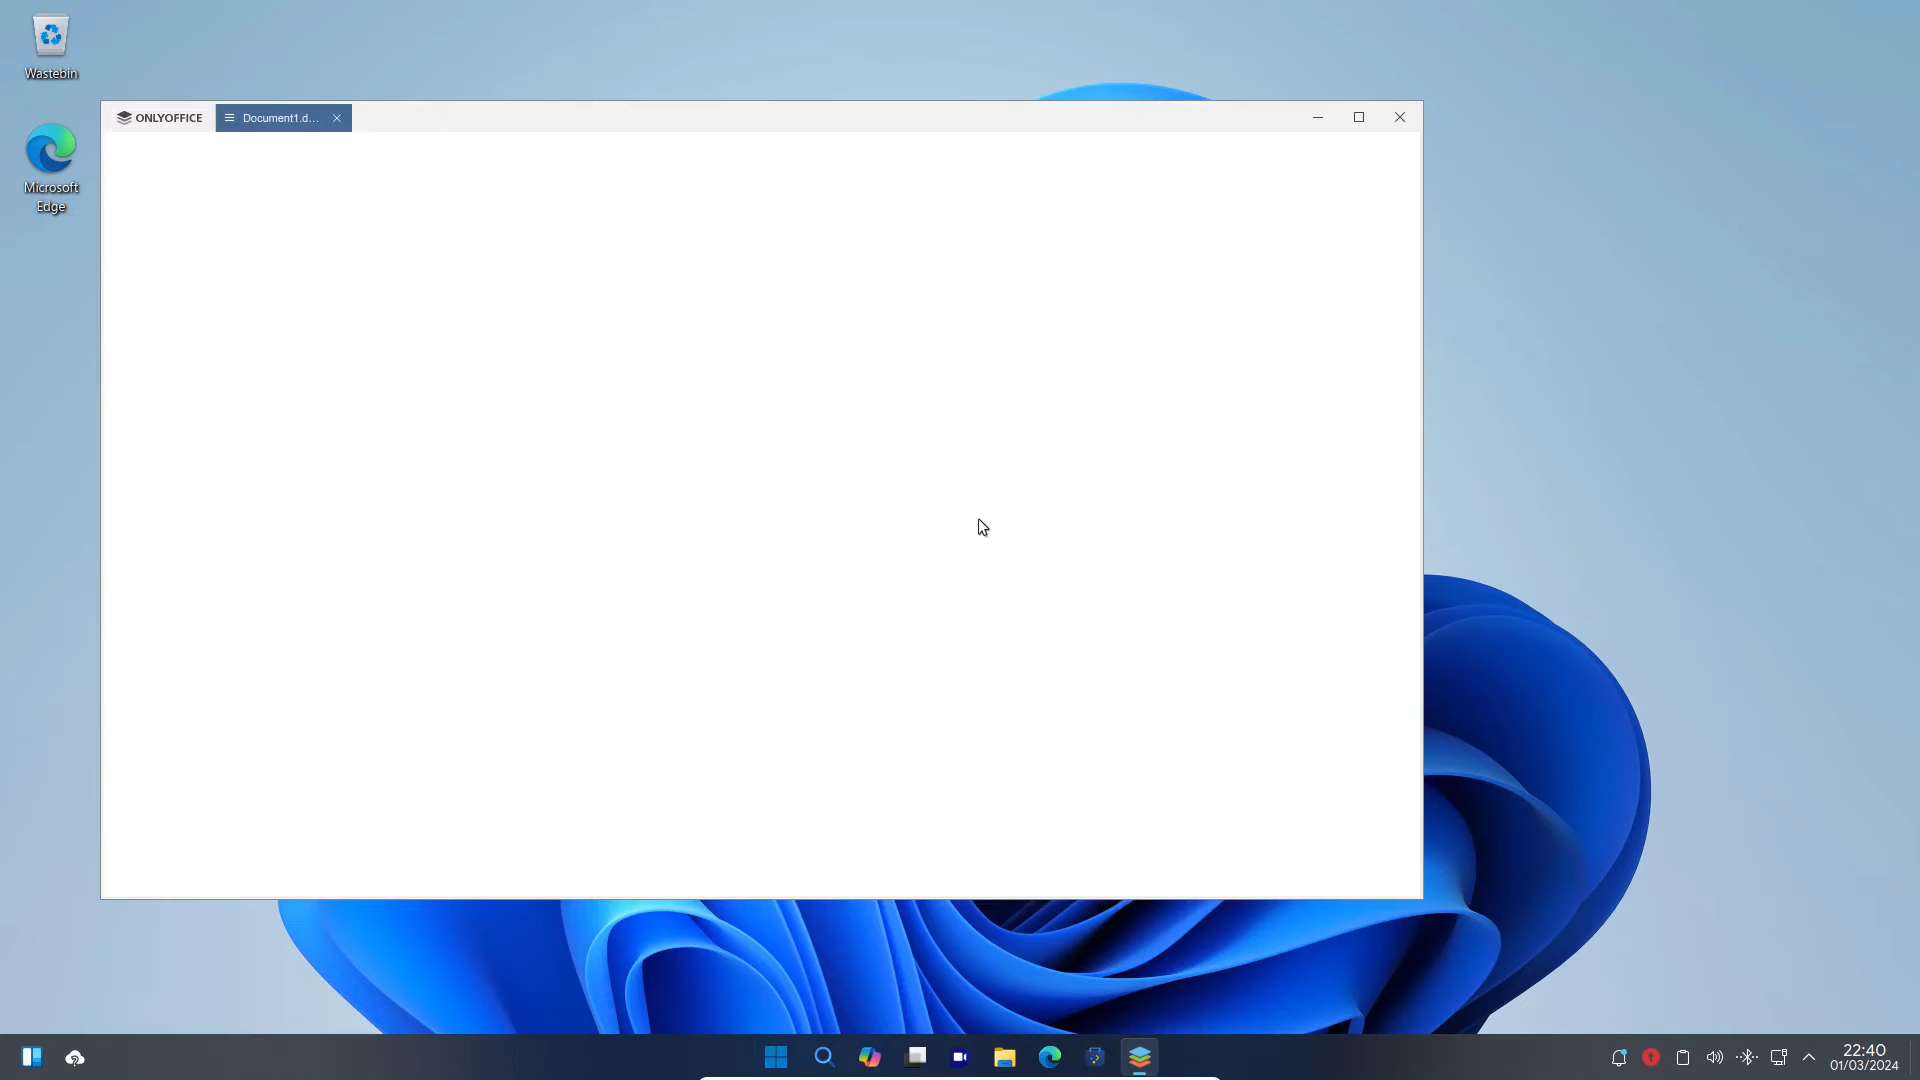 Wastebin
Microsoft
Edge
ONLYOFFICE
Document1.d...
22:40
01/03/2024